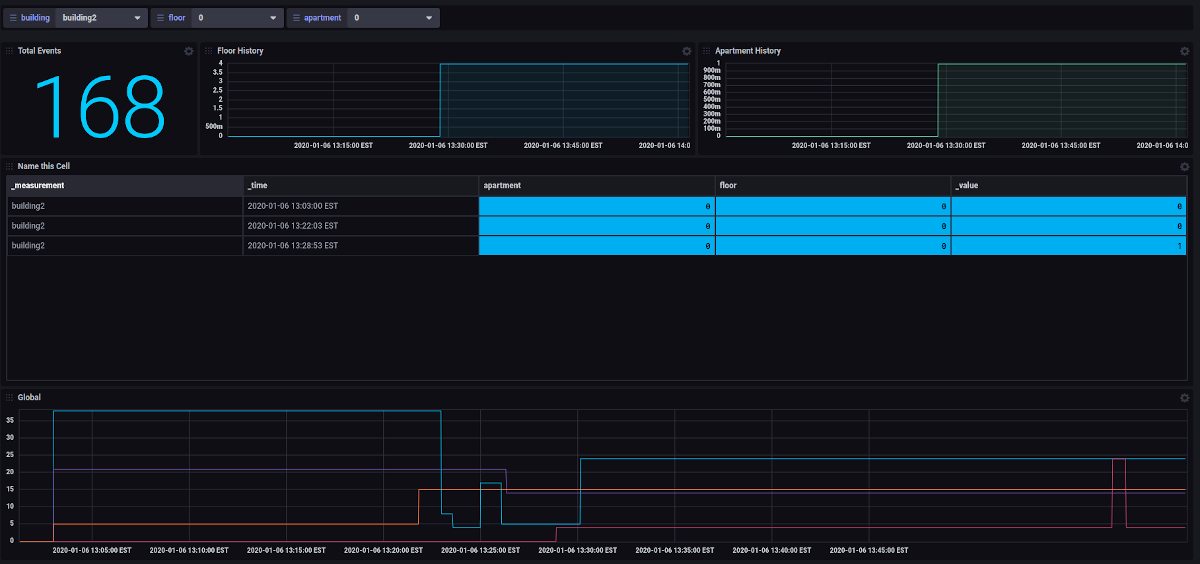 building building2 floor 0 apartment 0
Total Events
168
Floor History
4
3.5
3
2.5
2
1.5
1
500m
0
2020-01-06 13:15:00 EST 2020-01-06 13:30:00 EST 2020-01-06 13:45:00 EST 2020-01-06 14:0
Apartment History
1
900m
800m
700m
600m
500m
400m
300m
200m
100m
0
2020-01-06 13:15:00 EST 2020-01-06 13:30:00 EST 2020-01-06 13:45:00 EST 2020-01-06 14:0
Name this Cell
_measurement _time apartment floor _value
building2 2020-01-06 13:03:00 EST 0 0 0
building2 2020-01-06 13:22:03 EST 0 0 0
building2 2020-01-06 13:28:53 EST 0 0 1
Global
35
30
25
20
15
10
5
0
2020-01-06 13:05:00 EST 2020-01-06 13:10:00 EST 2020-01-06 13:15:00 EST 2020-01-06 13:20:00 EST 2020-01-06 13:25:00 EST 2020-01-06 13:30:00 EST 2020-01-06 13:35:00 EST 2020-01-06 13:40:00 EST 2020-01-06 13:45:00 EST